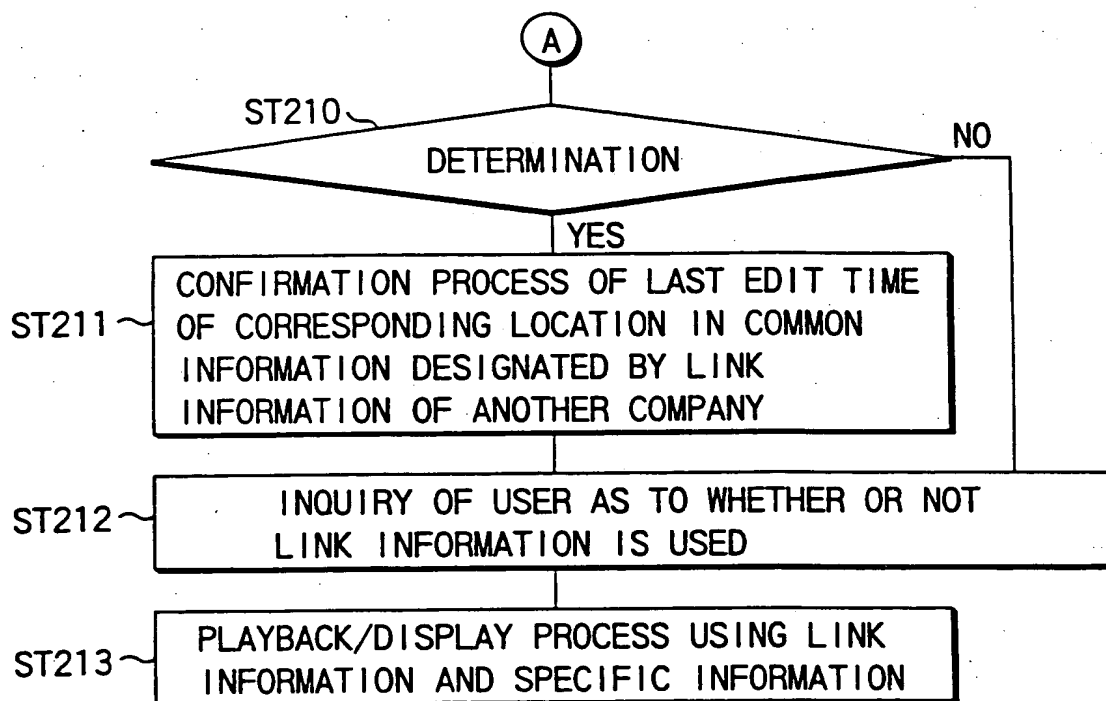 A
ST210
DETERMINATION
NO
YES
ST211
CONFIRMATION PROCESS OF LAST EDIT TIME
OF CORRESPONDING LOCATION IN COMMON
INFORMATION DESIGNATED BY LINK
INFORMATION OF ANOTHER COMPANY
ST212
INQUIRY OF USER AS TO WHETHER OR NOT
LINK INFORMATION IS USED
ST213
PLAYBACK/DISPLAY PROCESS USING LINK
INFORMATION AND SPECIFIC INFORMATION